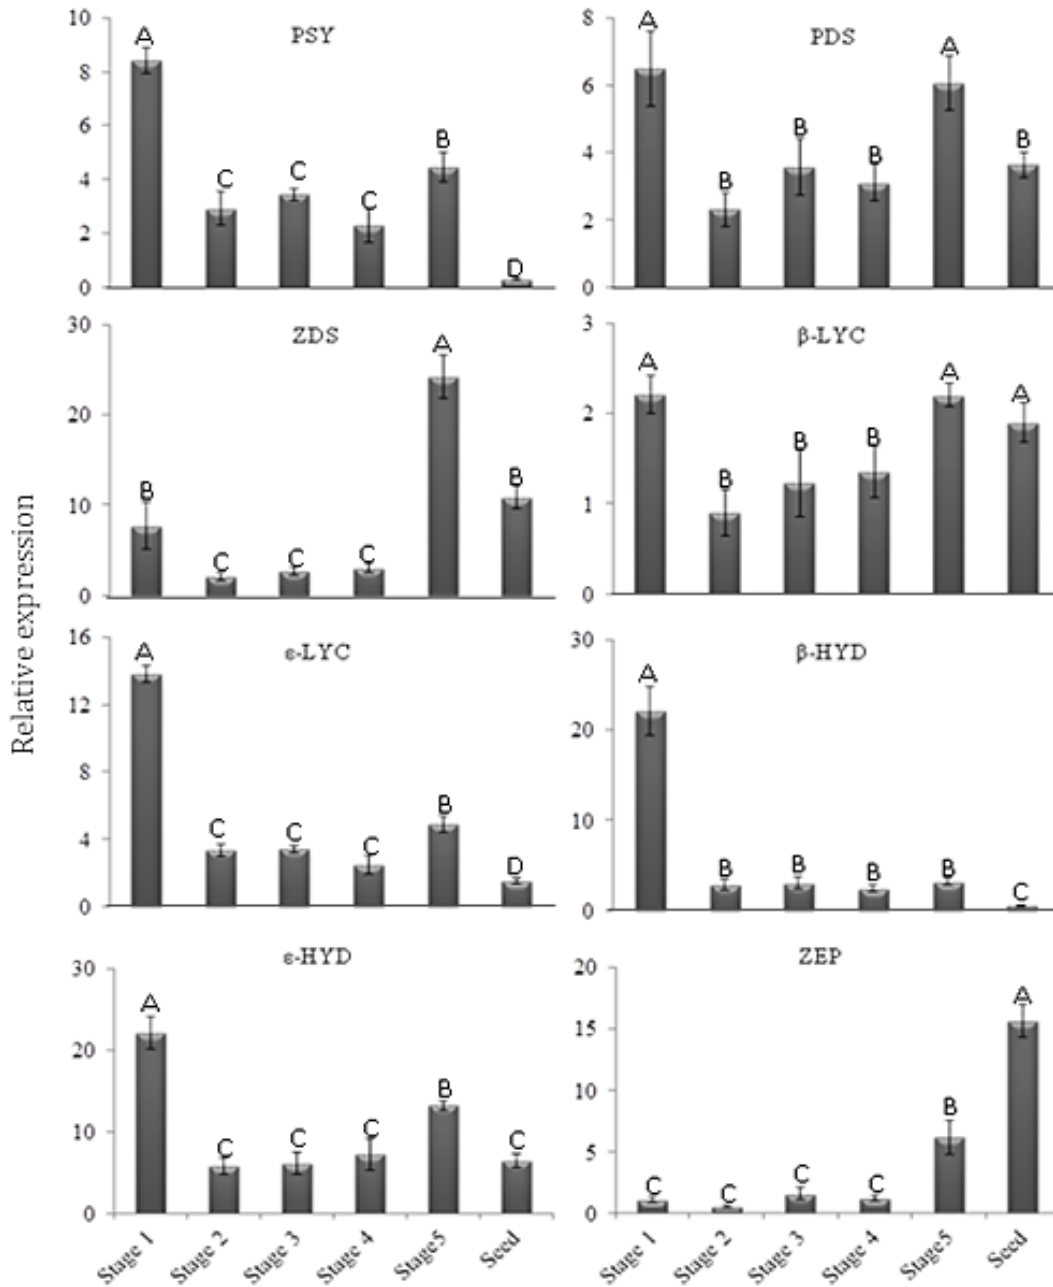 Relative expression
PSY
10
8
6
4
2
0
A
C
C
C
B
D
PDS
8
6
4
2
0
A
B
B
B
A
B
ZDS
30
20
10
0
B
C
C
C
A
B
β-LYC
3
2
1
0
A
B
B
B
A
A
ε-LYC
16
12
8
4
0
A
C
C
C
B
D
β-HYD
30
20
10
0
A
B
B
B
B
C
ε-HYD
30
20
10
0
A
C
C
C
B
C
Stage 1
Stage 2
Stage 3
Stage 4
Stage5
Seed
ZEP
20
15
10
5
0
C
C
C
C
B
A
Stage 1
Stage 2
Stage 3
Stage 4
Stage5
Seed